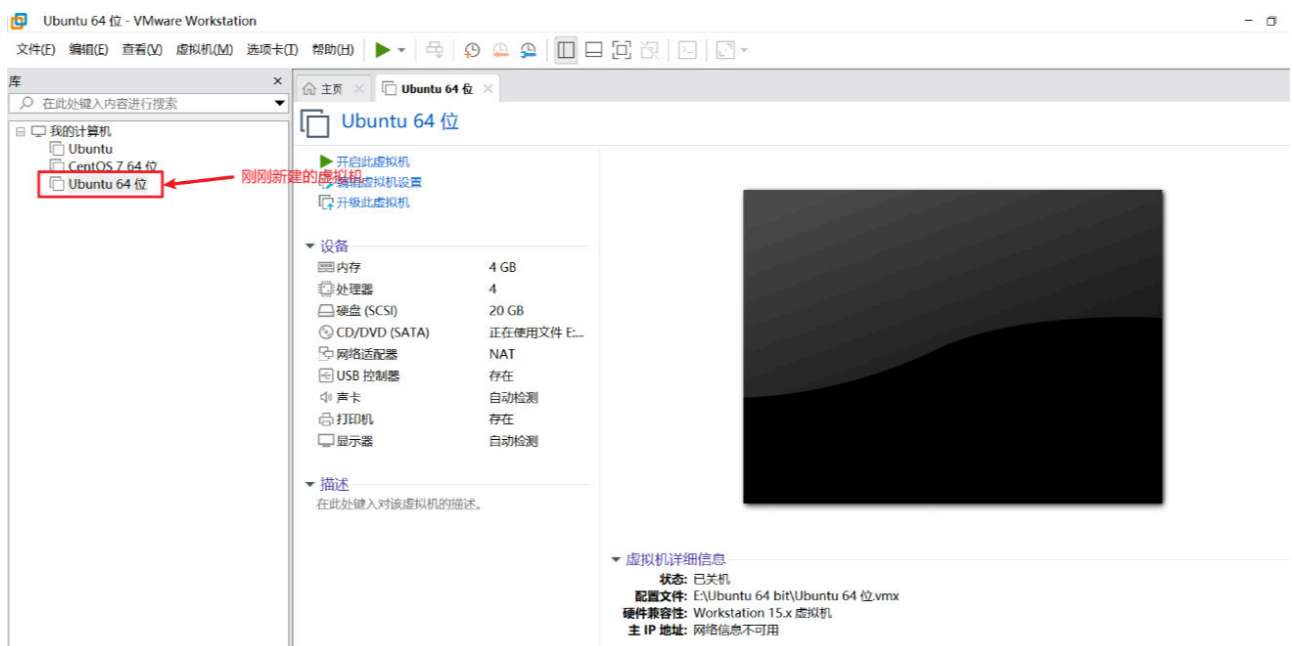 Ubuntu 64 位 - VMware Workstation
文件(F) 编辑(E) 查看(V) 虚拟机(M) 选项卡(T) 帮助(H)
库
在此处键入内容进行搜索
我的计算机
Ubuntu
CentOS 7 64 位
Ubuntu 64 位
刚刚新建的虚拟机
主页 Ubuntu 64 位
Ubuntu 64 位
开启此虚拟机
编辑虚拟机设置
升级此虚拟机
设备
内存 4 GB
处理器 4
硬盘 (SCSI) 20 GB
CD/DVD (SATA) 正在使用文件 E:...
网络适配器 NAT
USB 控制器 存在
声卡 自动检测
打印机 存在
显示器 自动检测
描述
在此处键入对该虚拟机的描述。
虚拟机详细信息
状态: 已关机
配置文件: E:\Ubuntu 64 bit\Ubuntu 64 位.vmx
硬件兼容性: Workstation 15.x 虚拟机
主 IP 地址: 网络信息不可用